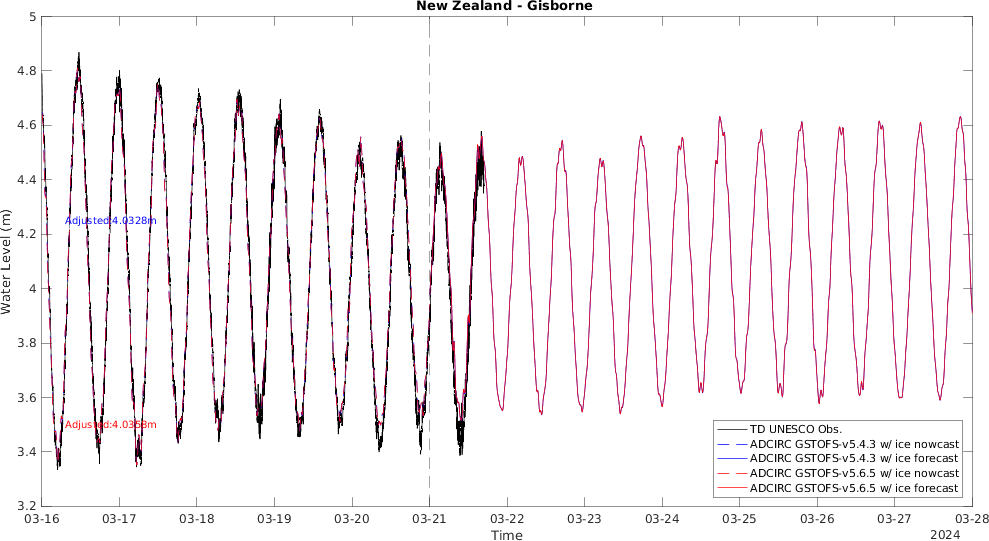 New Zealand - Gisborne
5
4.8
4.6
4.4
4.2
4
3.8
3.6
3.4
3.2
Water Level (m)
Adjusted:4.0328m
Adjusted:4.0353m
TD UNESCO Obs.
ADCIRC GSTOFS-v5.4.3 w/ ice nowcast
ADCIRC GSTOFS-v5.4.3 w/ ice forecast
ADCIRC GSTOFS-v5.6.5 w/ ice nowcast
ADCIRC GSTOFS-v5.6.5 w/ ice forecast
03-16 03-17 03-18 03-19 03-20 03-21 03-22 03-23 03-24 03-25 03-26 03-27 03-28
Time
2024